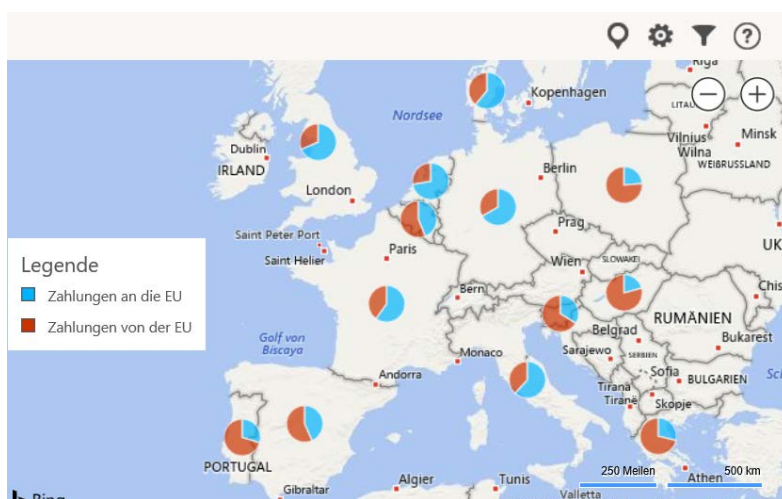 Riga
Kopenhagen
LITAU
Nordsee
Vilnius
Wilna
Minsk
WEIßRUSSLAND
Dublin
IRLAND
Berlin
London
Prag
Saint Peter Port
Saint Helier
Paris
Wien
SLOWAKEI
UK
Legende
Zahlungen an die EU
Zahlungen von der EU
Bern
Chis
RUMÄNIEN
Golf von
Biscaya
Monaco
Belgrad
Sarajewo
SERBIEN
Bukarest
Andorra
Sofia
BULGARIEN
Tirana
Tiranë
Skopje
Sc
PORTUGAL
Gibraltar
Algier
Tunis
Valletta
Athen
250 Meilen
500 km
Bing